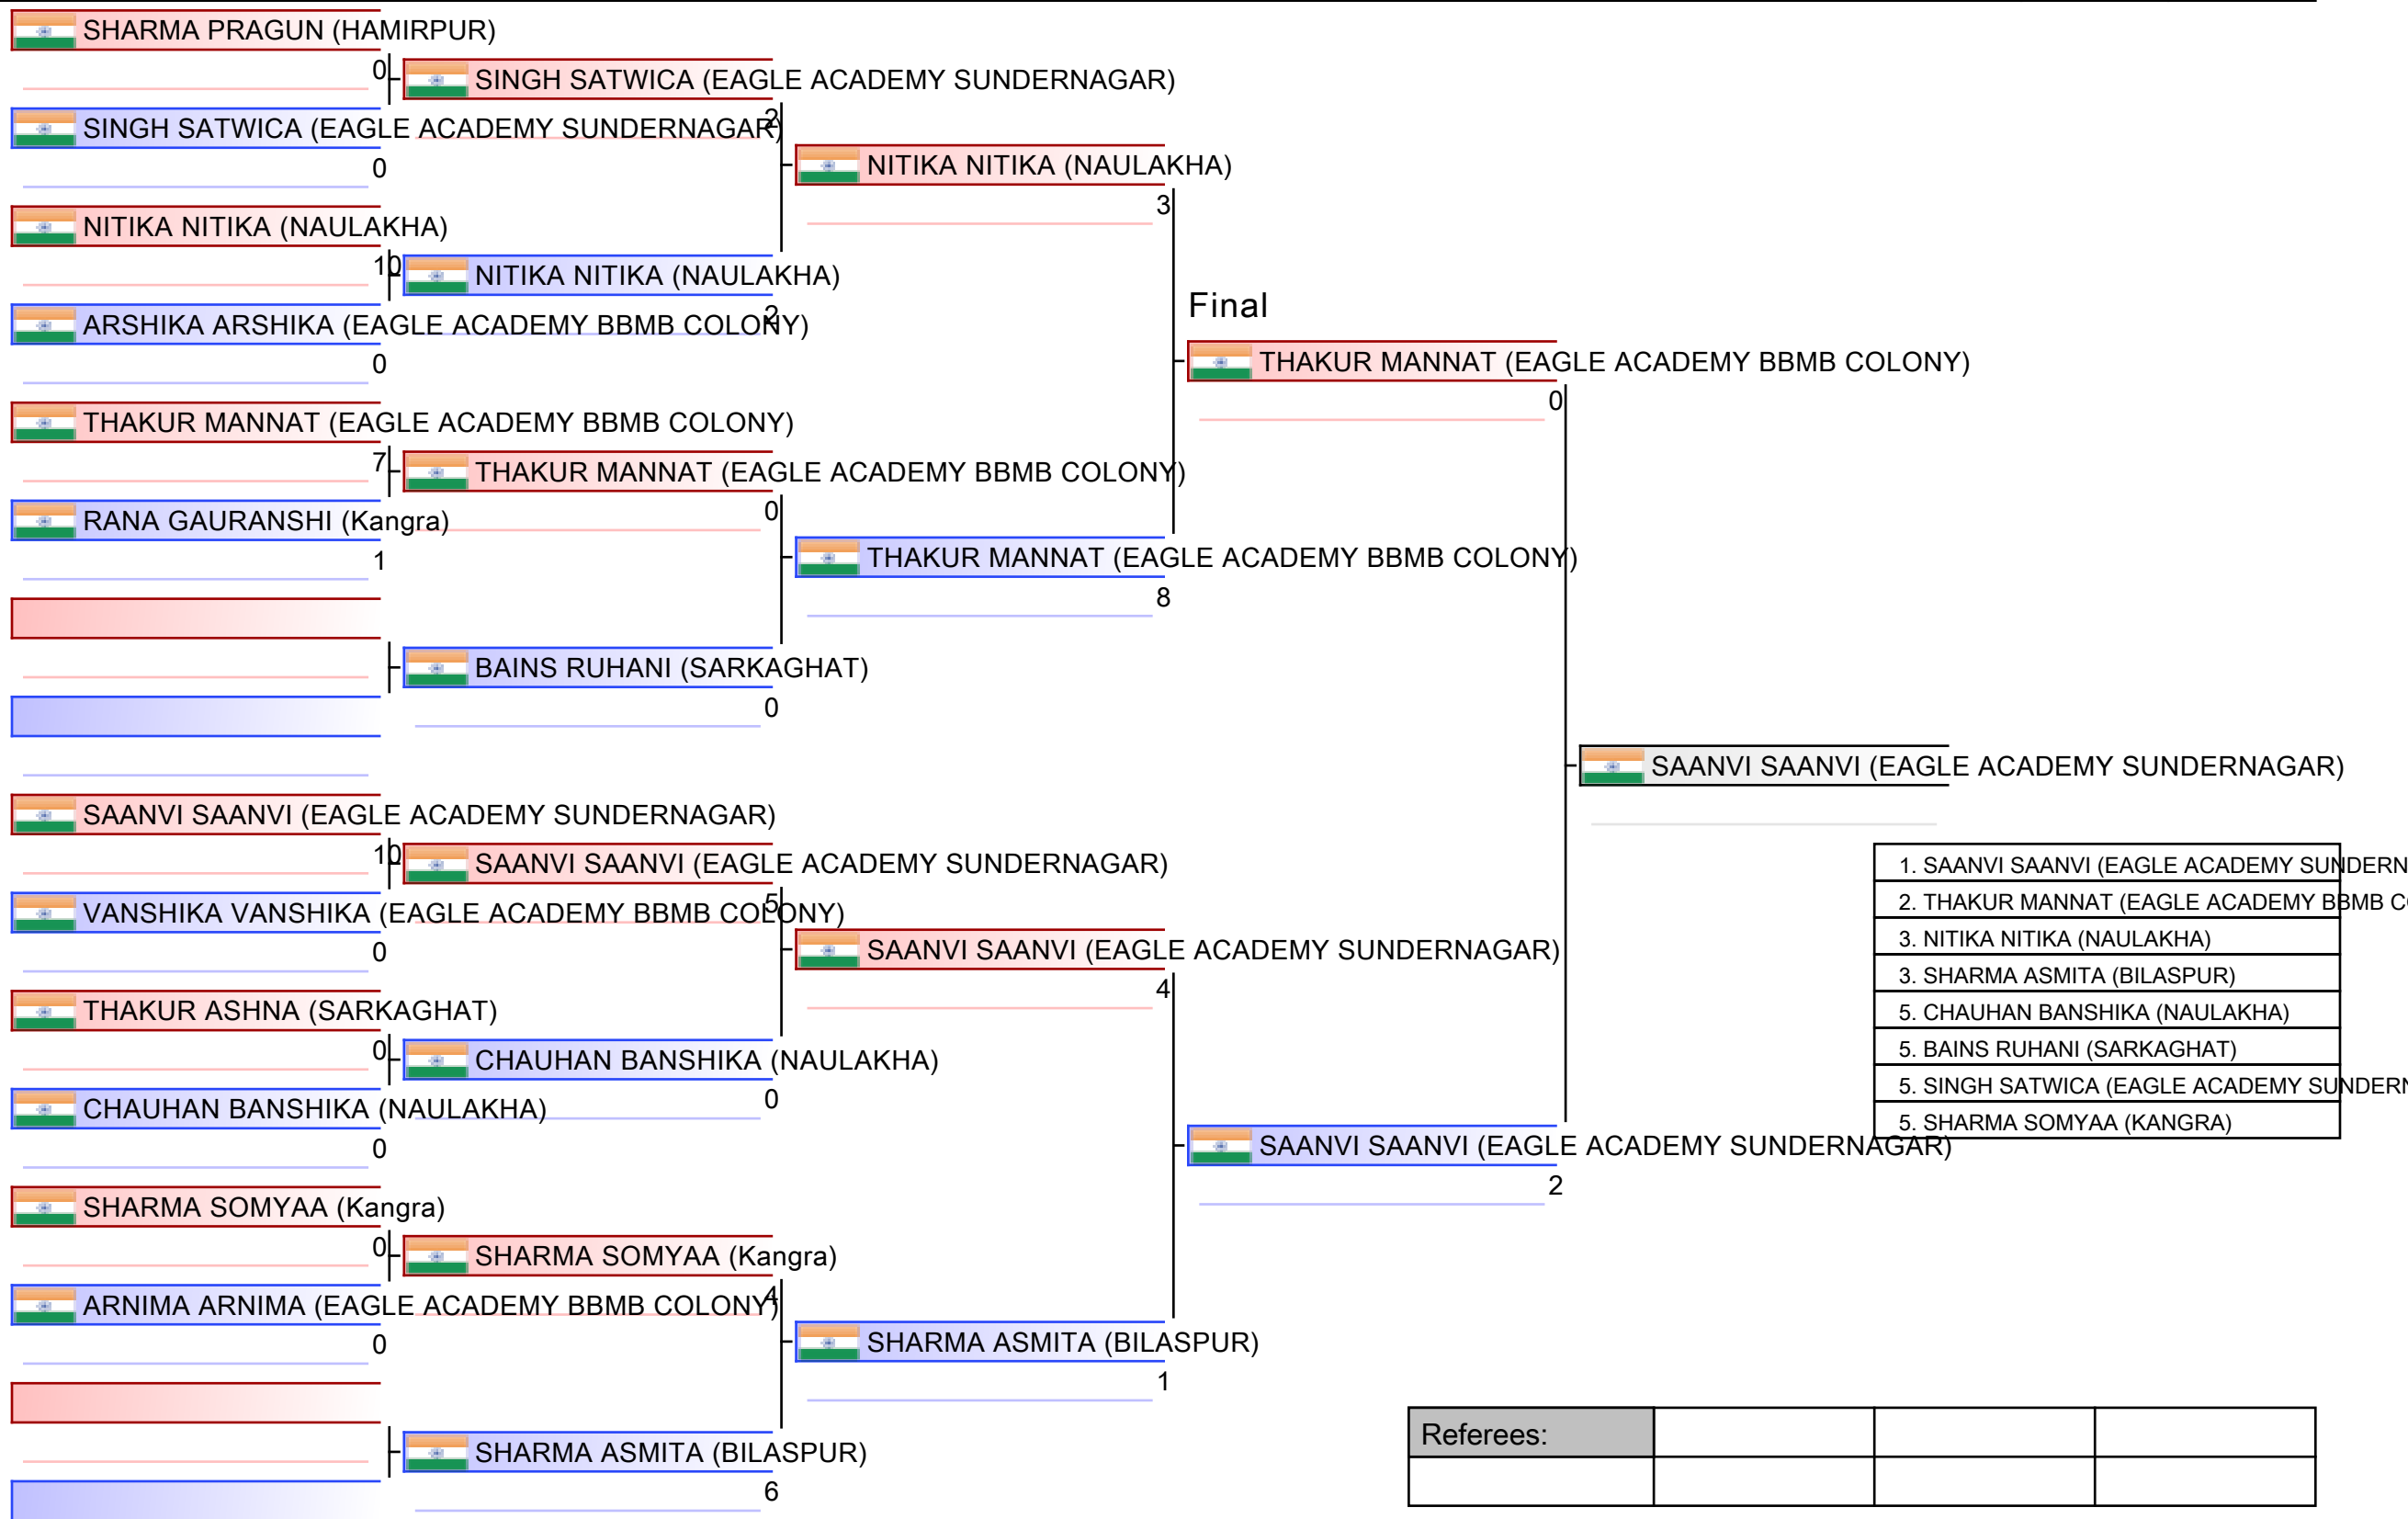 SHARMA PRAGUN (HAMIRPUR)
0
SINGH SATWICA (EAGLE ACADEMY SUNDERNAGAR)
0
NITIKA NITIKA (NAULAKHA)
10
ARSHIKA ARSHIKA (EAGLE ACADEMY BBMB COLONY)
0
THAKUR MANNAT (EAGLE ACADEMY BBMB COLONY)
7
RANA GAURANSHI (Kangra)
1
SAANVI SAANVI (EAGLE ACADEMY SUNDERNAGAR)
10
VANSHIKA VANSHIKA (EAGLE ACADEMY BBMB COLONY)
0
THAKUR ASHNA (SARKAGHAT)
0
CHAUHAN BANSHIKA (NAULAKHA)
0
SHARMA SOMYAA (Kangra)
0
ARNIMA ARNIMA (EAGLE ACADEMY BBMB COLONY)
0
SINGH SATWICA (EAGLE ACADEMY SUNDERNAGAR)
2
NITIKA NITIKA (NAULAKHA)
2
THAKUR MANNAT (EAGLE ACADEMY BBMB COLONY)
0
BAINS RUHANI (SARKAGHAT)
0
SAANVI SAANVI (EAGLE ACADEMY SUNDERNAGAR)
5
CHAUHAN BANSHIKA (NAULAKHA)
0
SHARMA SOMYAA (Kangra)
4
SHARMA ASMITA (BILASPUR)
6
NITIKA NITIKA (NAULAKHA)
3
THAKUR MANNAT (EAGLE ACADEMY BBMB COLONY)
8
SAANVI SAANVI (EAGLE ACADEMY SUNDERNAGAR)
4
SHARMA ASMITA (BILASPUR)
1
Final
THAKUR MANNAT (EAGLE ACADEMY BBMB COLONY)
0
SAANVI SAANVI (EAGLE ACADEMY SUNDERNAGAR)
2
SAANVI SAANVI (EAGLE ACADEMY SUNDERNAGAR)
1. SAANVI SAANVI (EAGLE ACADEMY SUNDERN
2. THAKUR MANNAT (EAGLE ACADEMY BBMB CO
3. NITIKA NITIKA (NAULAKHA)
3. SHARMA ASMITA (BILASPUR)
5. CHAUHAN BANSHIKA (NAULAKHA)
5. BAINS RUHANI (SARKAGHAT)
5. SINGH SATWICA (EAGLE ACADEMY SUNDERN
5. SHARMA SOMYAA (KANGRA)
Referees: